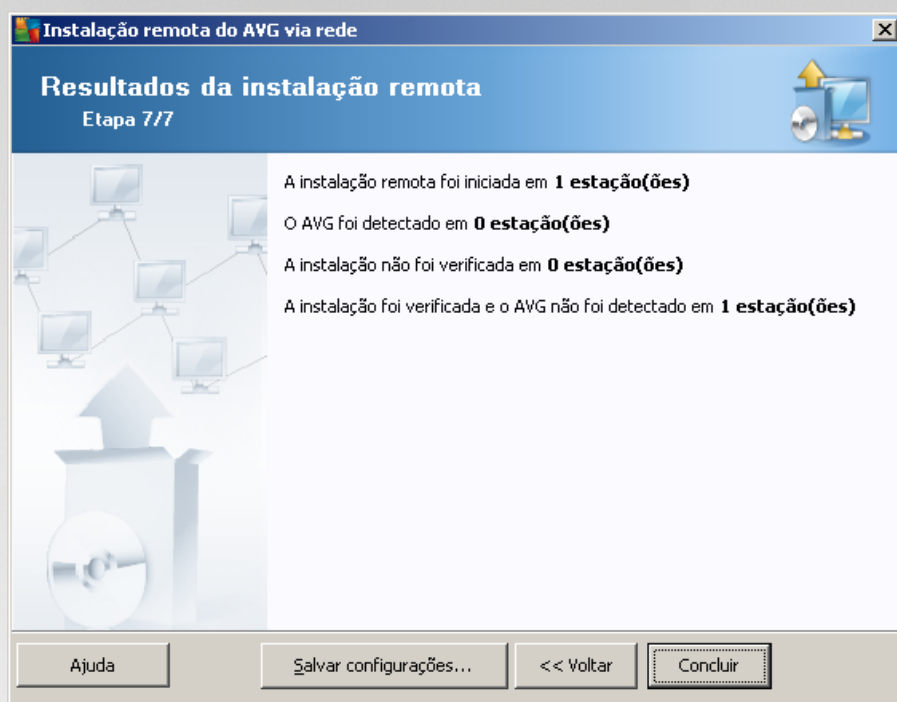 Instalação remota do AVG via rede
Resultados da instalação remota
Etapa 7/7
A instalação remota foi iniciada em 1 estação(ões)
O AVG foi detectado em 0 estação(ões)
A instalação não foi verificada em 0 estação(ões)
A instalação foi verificada e o AVG não foi detectado em 1 estação(ões)
Ajuda
Salvar configurações...
<< Voltar
Concluir